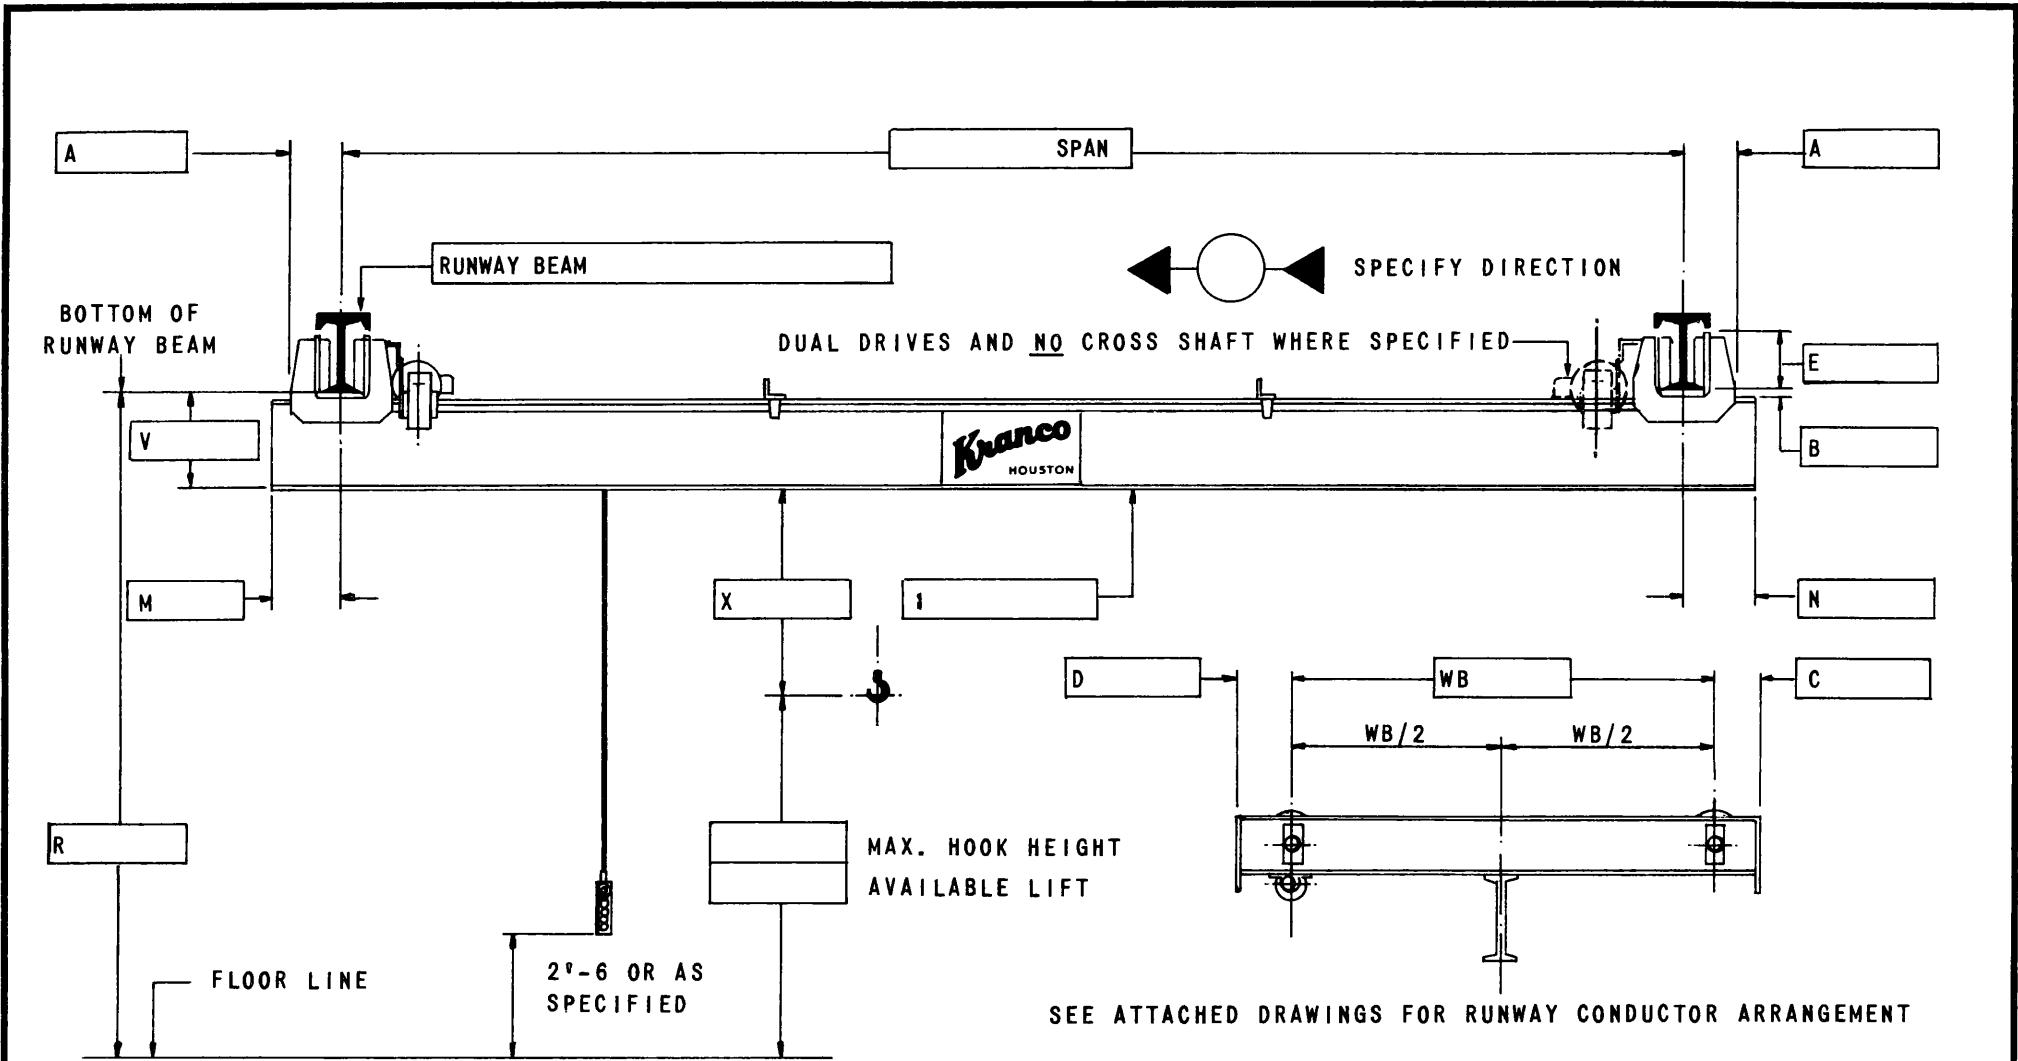 A
SPAN
A
RUNWAY BEAM
SPECIFY DIRECTION
BOTTOM OF
RUNWAY BEAM
DUAL DRIVES AND NO CROSS SHAFT WHERE SPECIFIED
E
V
Kranco
HOUSTON
B
M
X
1
N
D
WB
C
WB/2
WB/2
R
MAX. HOOK HEIGHT
AVAILABLE LIFT
FLOOR LINE
2'-6 OR AS
SPECIFIED
SEE ATTACHED DRAWINGS FOR RUNWAY CONDUCTOR ARRANGEMENT